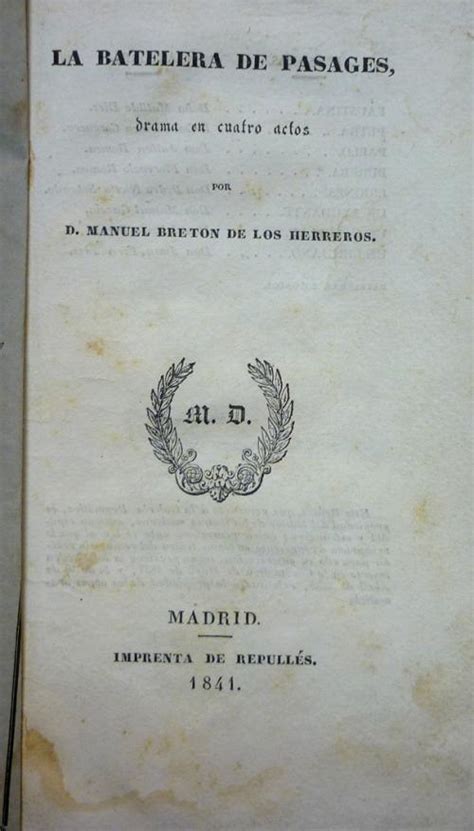 LA BATELERA DE PASAGES,
drama en cuatro actos
POR
D. MANUEL BRETON DE LOS HERREROS.
M. D.
MADRID.
IMPRENTA DE REPULLÉS.
1841.